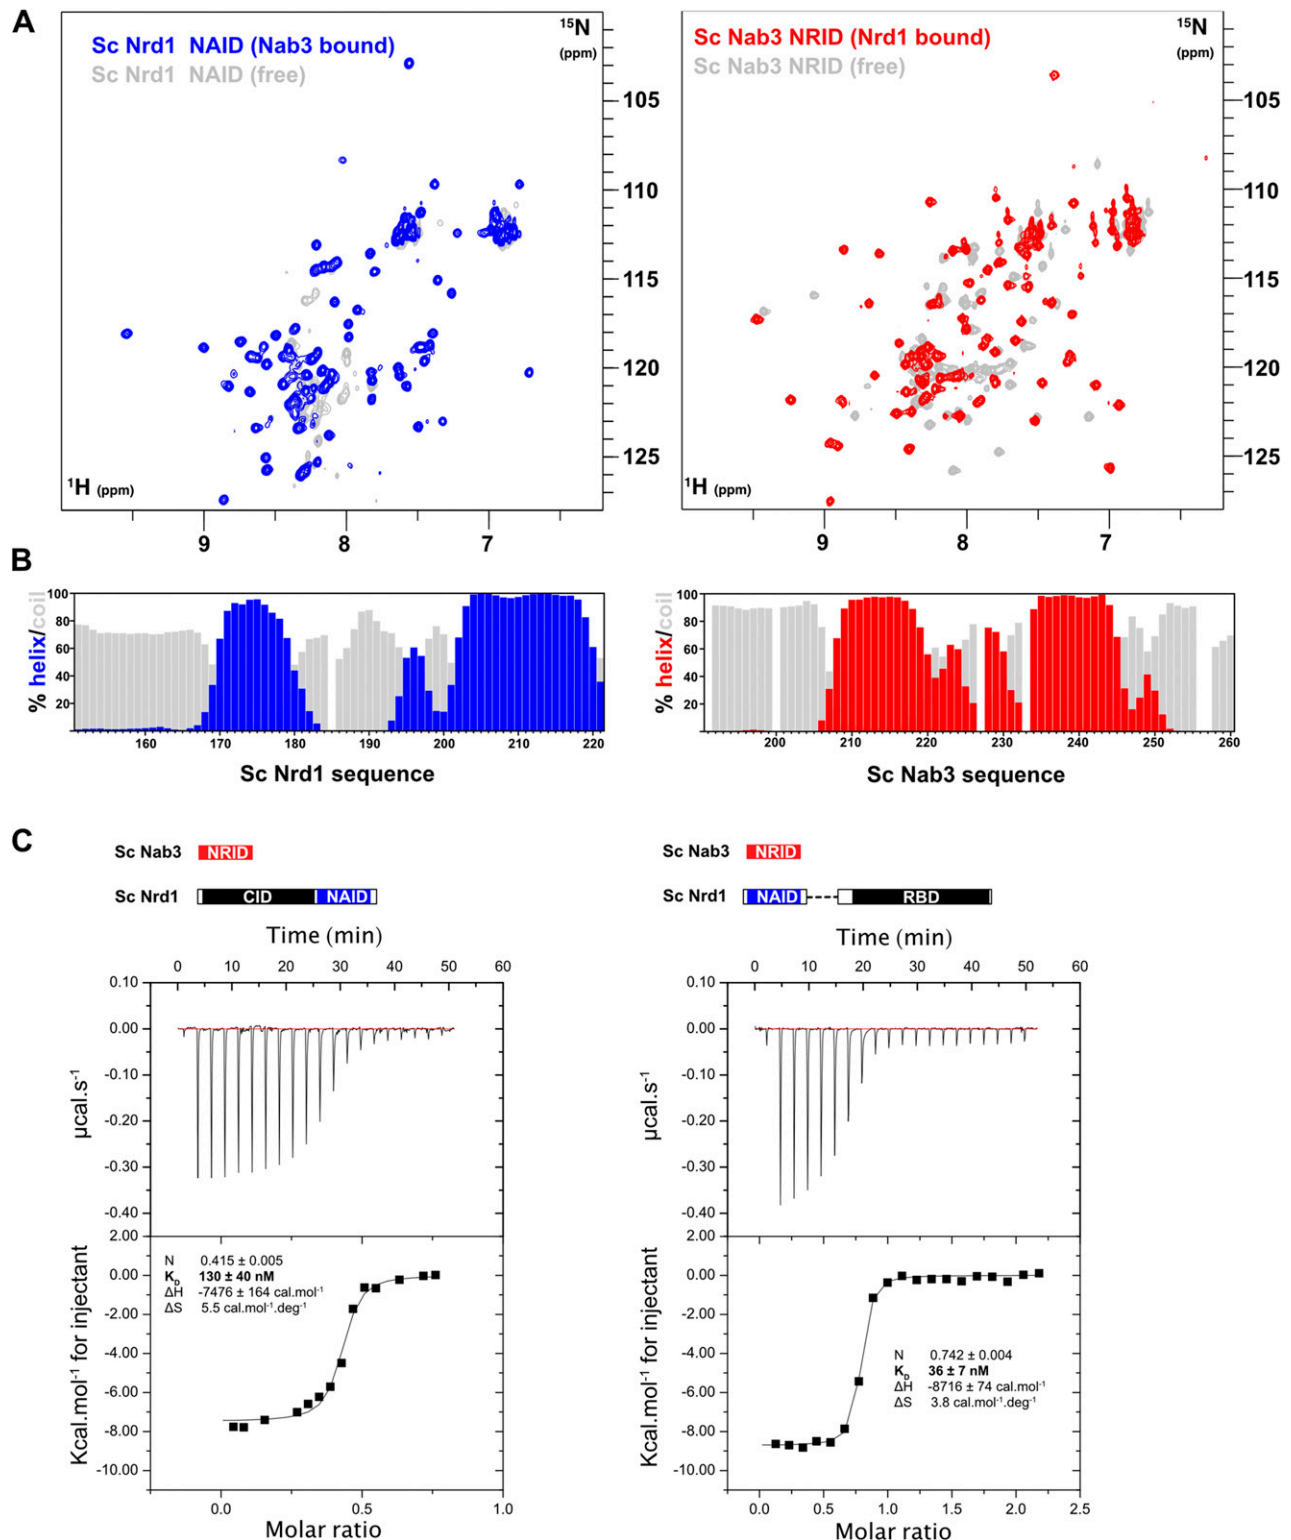 A
Sc Nrd1 NAID (Nab3 bound)
Sc Nrd1 NAID (free)
15N
(ppm)
105
110
115
120
125
1H (ppm)
9 8 7
Sc Nab3 NRID (Nrd1 bound)
Sc Nab3 NRID (free)
15N
(ppm)
105
110
115
120
125
1H (ppm)
9 8 7
B
% helix/coil
100
80
60
40
20
160 170 180 190 200 210 220
Sc Nrd1 sequence
% helix/coil
100
80
60
40
20
200 210 220 230 240 250 260
Sc Nab3 sequence
C
Sc Nab3 NRID
Sc Nrd1 CID NAID
Time (min)
0 10 20 30 40 50 60
0.10
0.00
-0.10
-0.20
-0.30
-0.40
µcal.s-1
2.00
0.00
-2.00
-4.00
-6.00
-8.00
-10.00
Kcal.mol-1 for injectant
N 0.415 ± 0.005
KD 130 ± 40 nM
ΔH -7476 ± 164 cal.mol-1
ΔS 5.5 cal.mol-1.deg-1
0.0 0.5 1.0
Molar ratio
Sc Nab3 NRID
Sc Nrd1 NAID RBD
Time (min)
0 10 20 30 40 50 60
0.10
0.00
-0.10
-0.20
-0.30
-0.40
µcal.s-1
2.00
0.00
-2.00
-4.00
-6.00
-8.00
-10.00
Kcal.mol-1 for injectant
N 0.742 ± 0.004
KD 36 ± 7 nM
ΔH -8716 ± 74 cal.mol-1
ΔS 3.8 cal.mol-1.deg-1
0.0 0.5 1.0 1.5 2.0 2.5
Molar ratio